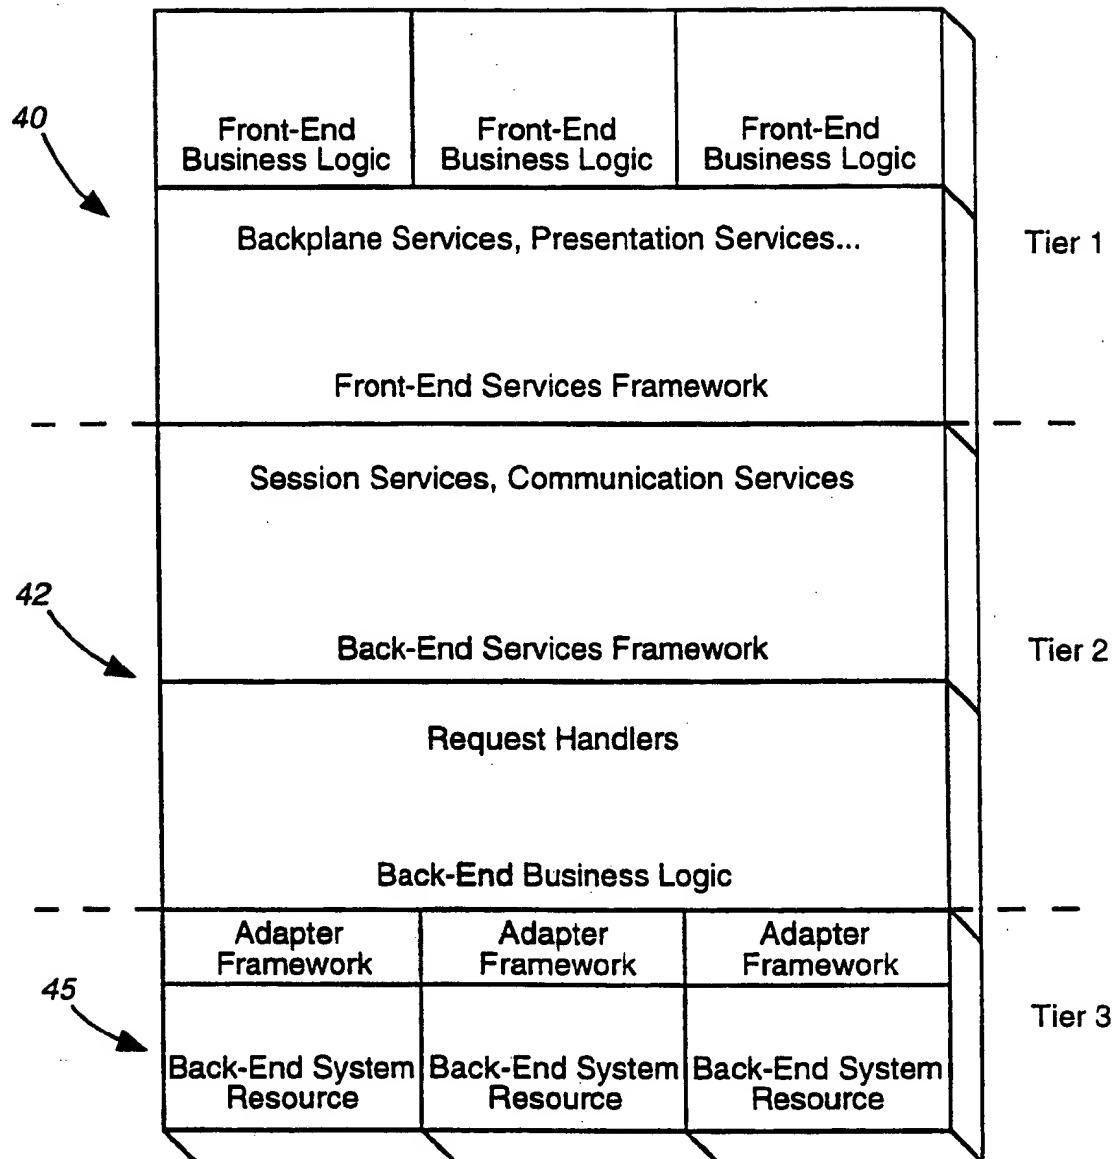 40
Front-End
Business Logic
Front-End
Business Logic
Front-End
Business Logic
Backplane Services, Presentation Services...
Tier 1
Front-End Services Framework
Session Services, Communication Services
42
Back-End Services Framework
Tier 2
Request Handlers
Back-End Business Logic
Adapter
Framework
Adapter
Framework
Adapter
Framework
45
Tier 3
Back-End System
Resource
Back-End System
Resource
Back-End System
Resource